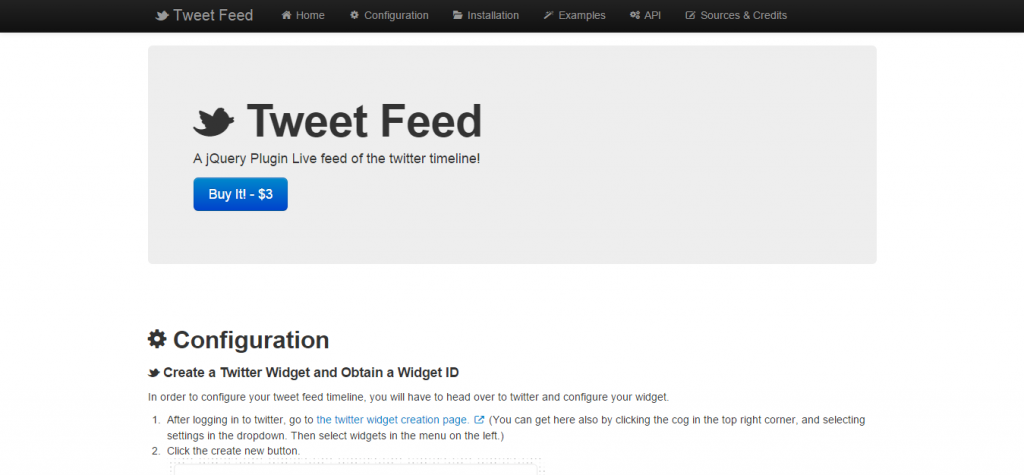 Tweet Feed Home Configuration Installation Examples API Sources & Credits
Tweet Feed
A jQuery Plugin Live feed of the twitter timeline!
Buy It! - $3
Configuration
Create a Twitter Widget and Obtain a Widget ID
In order to configure your tweet feed timeline, you will have to head over to twitter and configure your widget.
1. After logging in to twitter, go to the twitter widget creation page. (You can get here also by clicking the cog in the top right corner, and selecting
settings in the dropdown. Then select widgets in the menu on the left.)
2. Click the create new button.